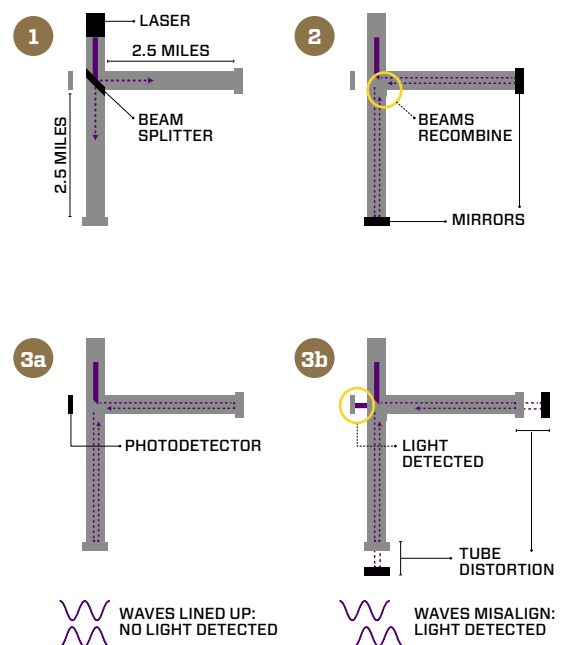 1
LASER
2.5 MILES
BEAM
SPLITTER
2.5 MILES
2
BEAMS
RECOMBINE
MIRRORS
3a
PHOTODETECTOR
WAVES LINED UP:
NO LIGHT DETECTED
3b
LIGHT
DETECTED
TUBE
DISTORTION
WAVES MISALIGN:
LIGHT DETECTED